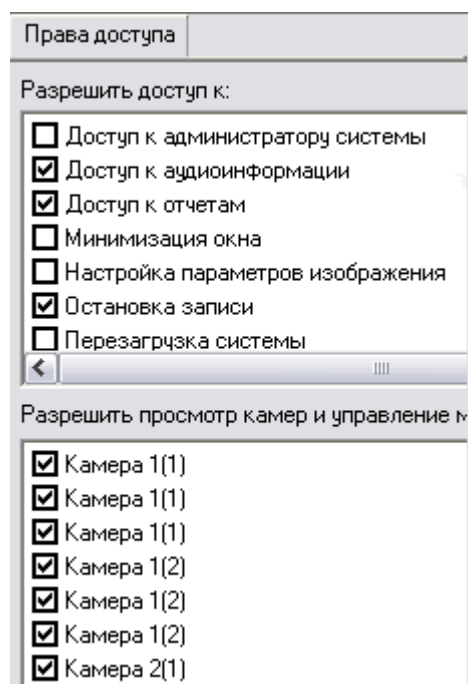 Права доступа
Разрешить доступ к:
Доступ к администратору системы
Доступ к аудиоинформации
Доступ к отчетам
Минимизация окна
Настройка параметров изображения
Остановка записи
Перезагрузка системы
Разрешить просмотр камер и управление
Камера 1(1)
Камера 1(1)
Камера 1(1)
Камера 1(2)
Камера 1(2)
Камера 1(2)
Камера 2(1)